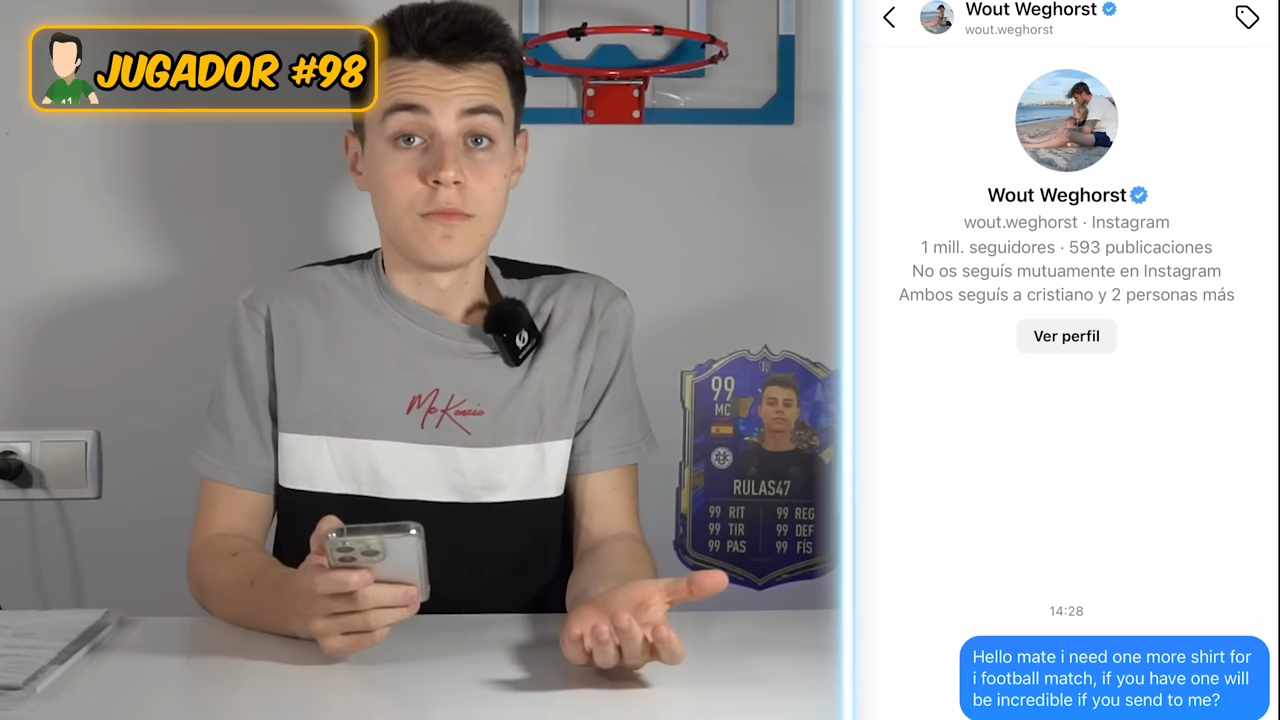 JUGADOR #98
McKenzie
99
MC
RULAS47
99 RIT 99 REG
99 TIR 99 DEF
99 PAS 99 FÍS
Wout Weghorst
wout.weghorst
Wout Weghorst
wout.weghorst · Instagram
1 mill. seguidores · 593 publicaciones
No os seguís mutuamente en Instagram
Ambos seguís a cristiano y 2 personas más
Ver perfil
14:28
Hello mate i need one more shirt for
i football match, if you have one will
be incredible if you send to me?